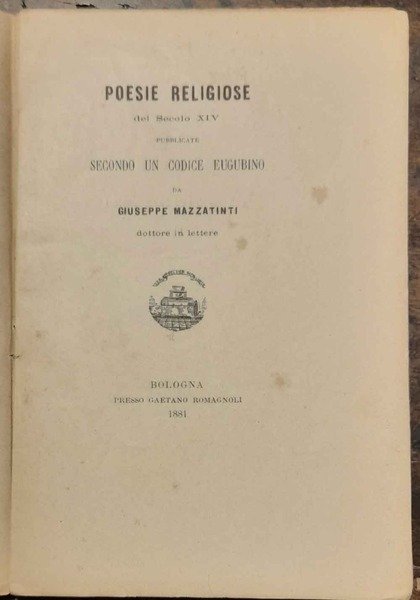 POESIE RELIGIOSE
del Secolo XIV
PUBBLICATE
SECONDO UN CODICE EUGUBINO
DA
GIUSEPPE MAZZATINTI
dottore in lettere
BOLOGNA
PRESSO GAETANO ROMAGNOLI
1881